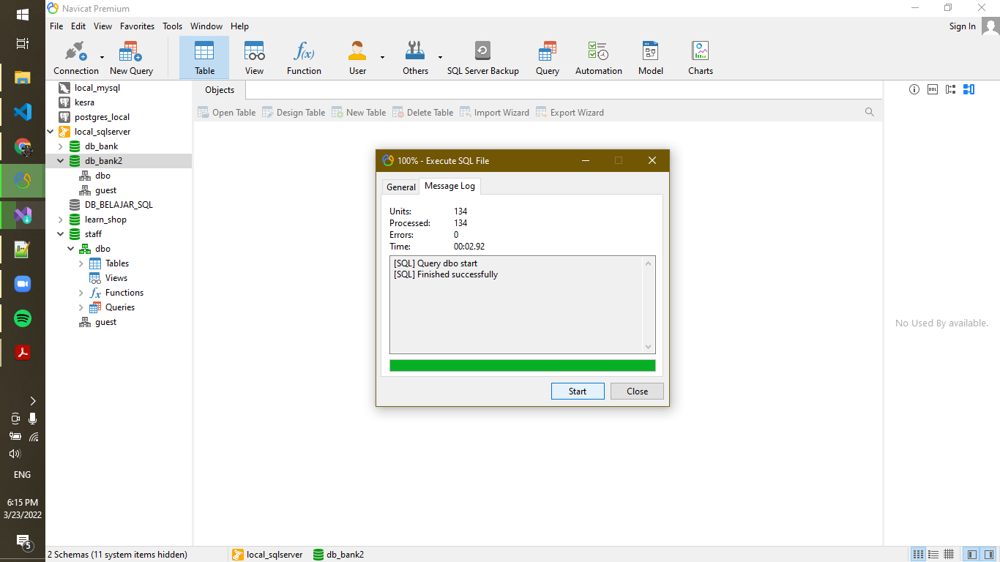 Navicat Premium
File Edit View Favorites Tools Window Help
Sign In
Connection New Query Table View Function User Others SQL Server Backup Query Automation Model Charts
local_mysql
kesra
postgres_local
local_sqlserver
db_bank
db_bank2
dbo
guest
DB_BELAJAR_SQL
learn_shop
staff
dbo
Tables
Views
Functions
Queries
guest
Objects
Open Table Design Table New Table Delete Table Import Wizard Export Wizard
100% - Execute SQL File
General Message Log
Units: 134
Processed: 134
Errors: 0
Time: 00:02.92
[SQL] Query dbo start
[SQL] Finished successfully
Start Close
No Used By available.
ENG
6:15 PM
3/23/2022
5
2 Schemas (11 system items hidden) local_sqlserver db_bank2